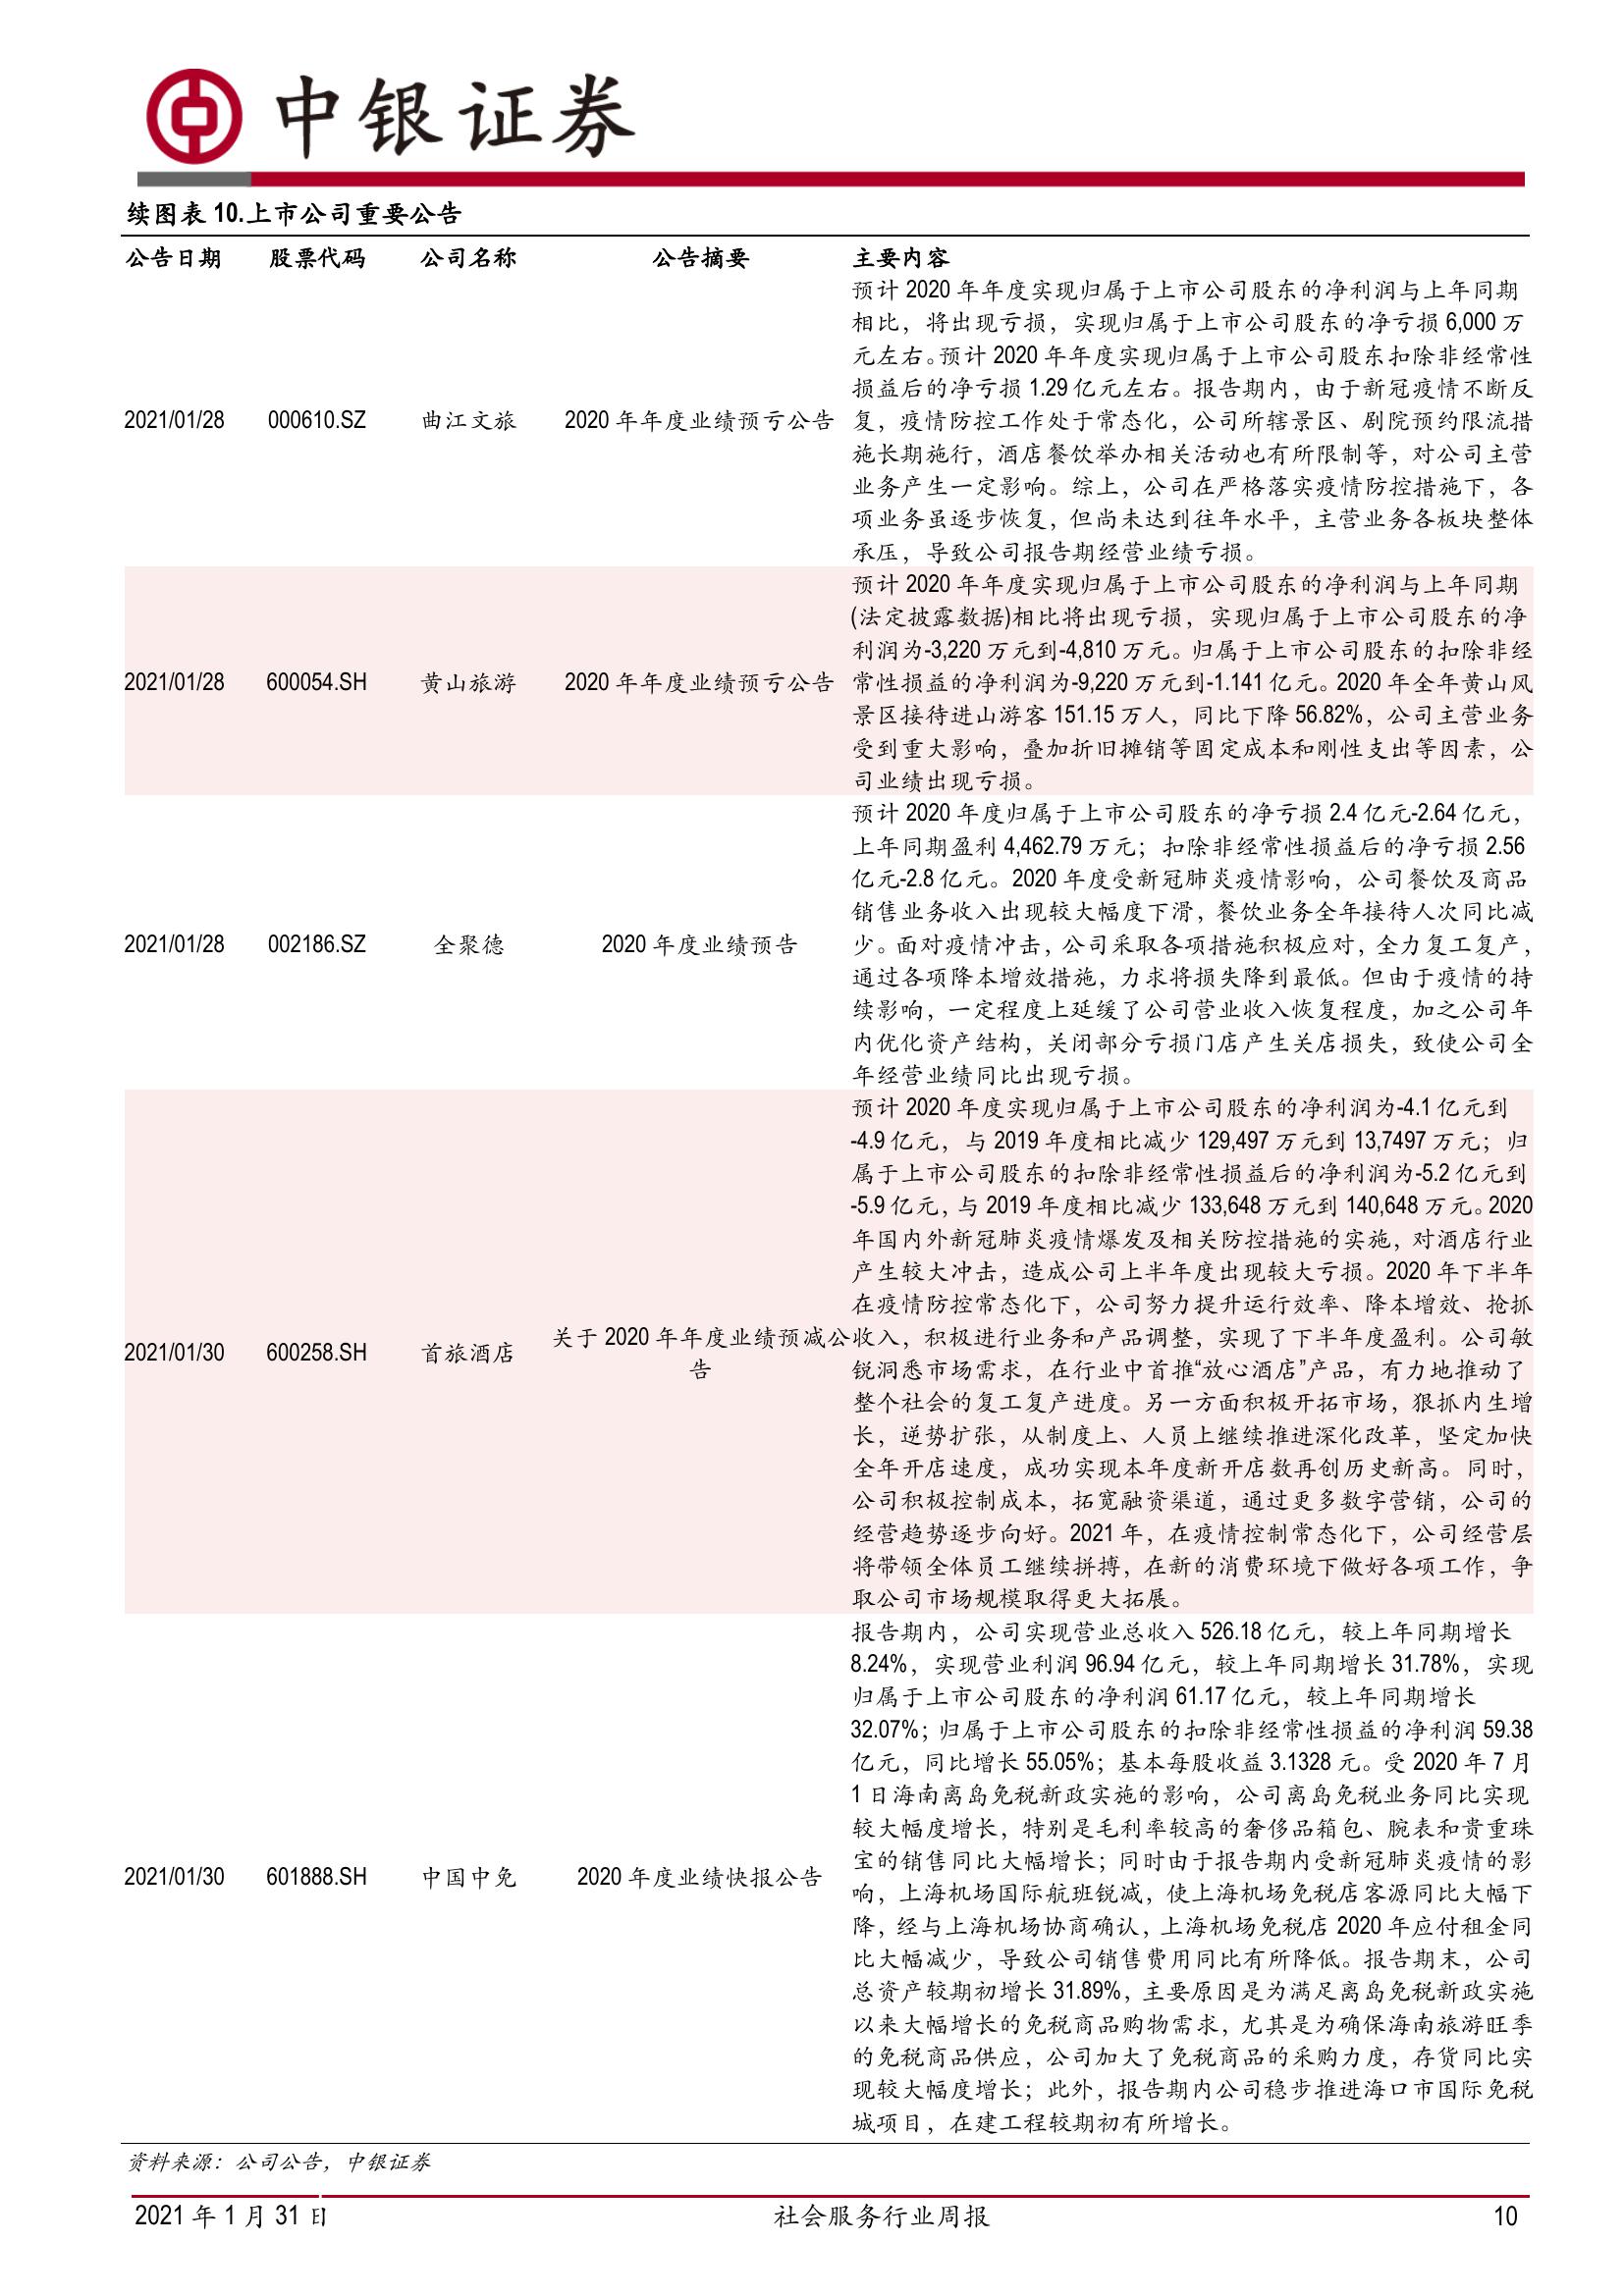 中银证券
续图表 10.上市公司重要公告
公告日期 股票代码 公司名称 公告摘要 主要内容
预计 2020 年年度实现归属于上市公司股东的净利润与上年同期
相比，将出现亏损，实现归属于上市公司股东的净亏损 6,000 万
元左右。预计 2020 年年度实现归属于上市公司股东扣除非经常性
损益后的净亏损 1.29 亿元左右。报告期内，由于新冠疫情不断反
2021/01/28 000610.SZ 曲江文旅 2020 年年度业绩预亏公告 复，疫情防控工作处于常态化，公司所辖景区、剧院预约限流措
施长期施行，酒店餐饮举办相关活动也有所限制等，对公司主营
业务产生一定影响。综上，公司在严格落实疫情防控措施下，各
项业务虽逐步恢复，但尚未达到往年水平，主营业务各板块整体
承压，导致公司报告期经营业绩亏损。
预计 2020 年年度实现归属于上市公司股东的净利润与上年同期
(法定披露数据)相比将出现亏损，实现归属于上市公司股东的净
利润为-3,220 万元到-4,810 万元。归属于上市公司股东的扣除非经
2021/01/28 600054.SH 黄山旅游 2020 年年度业绩预亏公告 常性损益的净利润为-9,220 万元到-1.141 亿元。2020 年全年黄山风
景区接待进山游客 151.15 万人，同比下降 56.82%，公司主营业务
受到重大影响，叠加折旧摊销等固定成本和刚性支出等因素，公
司业绩出现亏损。
预计 2020 年度归属于上市公司股东的净亏损 2.4 亿元-2.64 亿元，
上年同期盈利 4,462.79 万元；扣除非经常性损益后的净亏损 2.56
亿元-2.8 亿元。2020 年度受新冠肺炎疫情影响，公司餐饮及商品
销售业务收入出现较大幅度下滑，餐饮业务全年接待人次同比减
2021/01/28 002186.SZ 全聚德 2020 年度业绩预告 少。面对疫情冲击，公司采取各项措施积极应对，全力复工复产，
通过各项降本增效措施，力求将损失降到最低。但由于疫情的持
续影响，一定程度上延缓了公司营业收入恢复程度，加之公司年
内优化资产结构，关闭部分亏损门店产生关店损失，致使公司全
年经营业绩同比出现亏损。
预计 2020 年度实现归属于上市公司股东的净利润为-4.1 亿元到
-4.9 亿元，与 2019 年度相比减少 129,497 万元到 13,7497 万元；归
属于上市公司股东的扣除非经常性损益后的净利润为-5.2 亿元到
-5.9 亿元，与 2019 年度相比减少 133,648 万元到 140,648 万元。2020
年国内外新冠肺炎疫情爆发及相关防控措施的实施，对酒店行业
产生较大冲击，造成公司上半年度出现较大亏损。2020 年下半年
在疫情防控常态化下，公司努力提升运行效率、降本增效、抢抓
关于 2020 年年度业绩预减公 收入，积极进行业务和产品调整，实现了下半年度盈利。公司敏
2021/01/30 600258.SH 首旅酒店
告 锐洞悉市场需求，在行业中首推“放心酒店”产品，有力地推动了
整个社会的复工复产进度。另一方面积极开拓市场，狠抓内生增
长，逆势扩张，从制度上、人员上继续推进深化改革，坚定加快
全年开店速度，成功实现本年度新开店数再创历史新高。同时，
公司积极控制成本，拓宽融资渠道，通过更多数字营销，公司的
经营趋势逐步向好。2021 年，在疫情控制常态化下，公司经营层
将带领全体员工继续拼搏，在新的消费环境下做好各项工作，争
取公司市场规模取得更大拓展。
报告期内，公司实现营业总收入 526.18 亿元，较上年同期增长
8.24%，实现营业利润 96.94 亿元，较上年同期增长 31.78%，实现
归属于上市公司股东的净利润 61.17 亿元，较上年同期增长
32.07%；归属于上市公司股东的扣除非经常性损益的净利润 59.38
亿元，同比增长 55.05%；基本每股收益 3.1328 元。受 2020 年 7 月
1 日海南离岛免税新政实施的影响，公司离岛免税业务同比实现
较大幅度增长，特别是毛利率较高的奢侈品箱包、腕表和贵重珠
宝的销售同比大幅增长；同时由于报告期内受新冠肺炎疫情的影
2021/01/30 601888.SH 中国中免 2020 年度业绩快报公告 响，上海机场国际航班锐减，使上海机场免税店客源同比大幅下
降，经与上海机场协商确认，上海机场免税店 2020 年应付租金同
比大幅减少，导致公司销售费用同比有所降低。报告期末，公司
总资产较期初增长 31.89%，主要原因是为满足离岛免税新政实施
以来大幅增长的免税商品购物需求，尤其是为确保海南旅游旺季
的免税商品供应，公司加大了免税商品的采购力度，存货同比实
现较大幅度增长；此外，报告期内公司稳步推进海口市国际免税
城项目，在建工程较期初有所增长。
资料来源：公司公告，中银证券
2021 年 1 月 31 日 社会服务行业周报 10